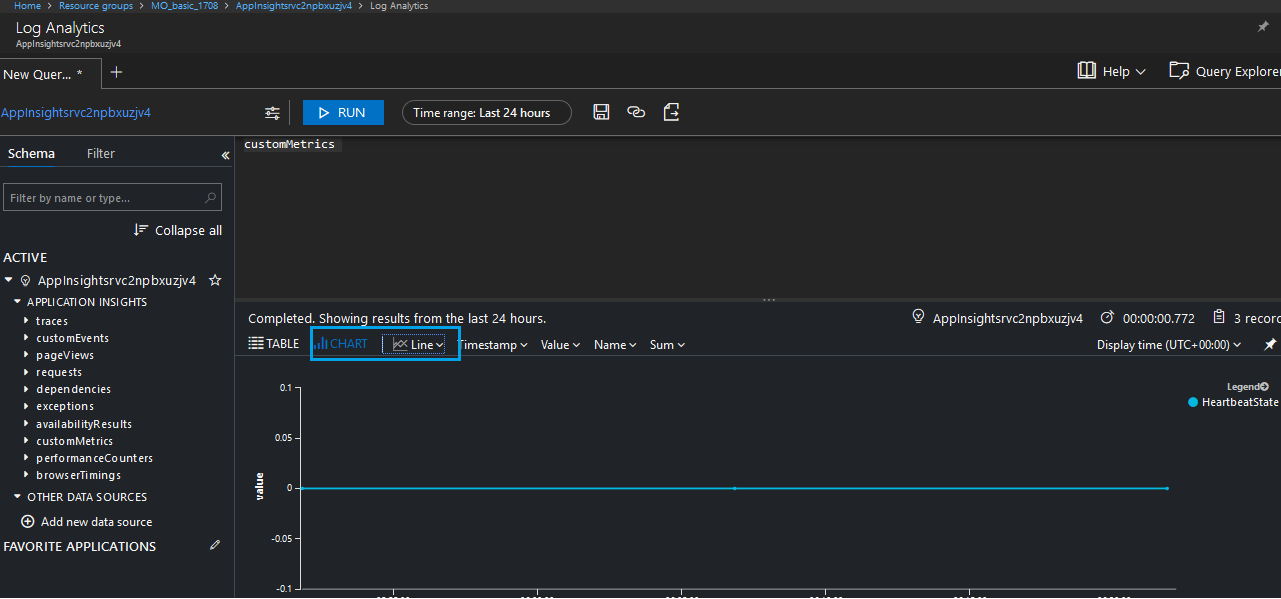 Home > Resource groups > MO_basic_1708 > AppInsightsrvc2npbxuzjv4 > Log Analytics
Log Analytics
AppInsightsrvc2npbxuzjv4
New Quer... * +
Help
Query Explorer
AppInsightsrvc2npbxuzjv4
RUN
Time range: Last 24 hours
Schema Filter «
customMetrics
Filter by name or type...
Collapse all
ACTIVE
AppInsightsrvc2npbxuzjv4
APPLICATION INSIGHTS
traces
customEvents
pageViews
requests
dependencies
exceptions
availabilityResults
customMetrics
performanceCounters
browserTimings
OTHER DATA SOURCES
Add new data source
FAVORITE APPLICATIONS
Completed. Showing results from the last 24 hours.
AppInsightsrvc2npbxuzjv4 00:00:00.772 3 recor
TABLE CHART Line Timestamp Value Name Sum
Display time (UTC+00:00)
Legend
HeartbeatState
0.1
0.05
0
-0.05
-0.1
value